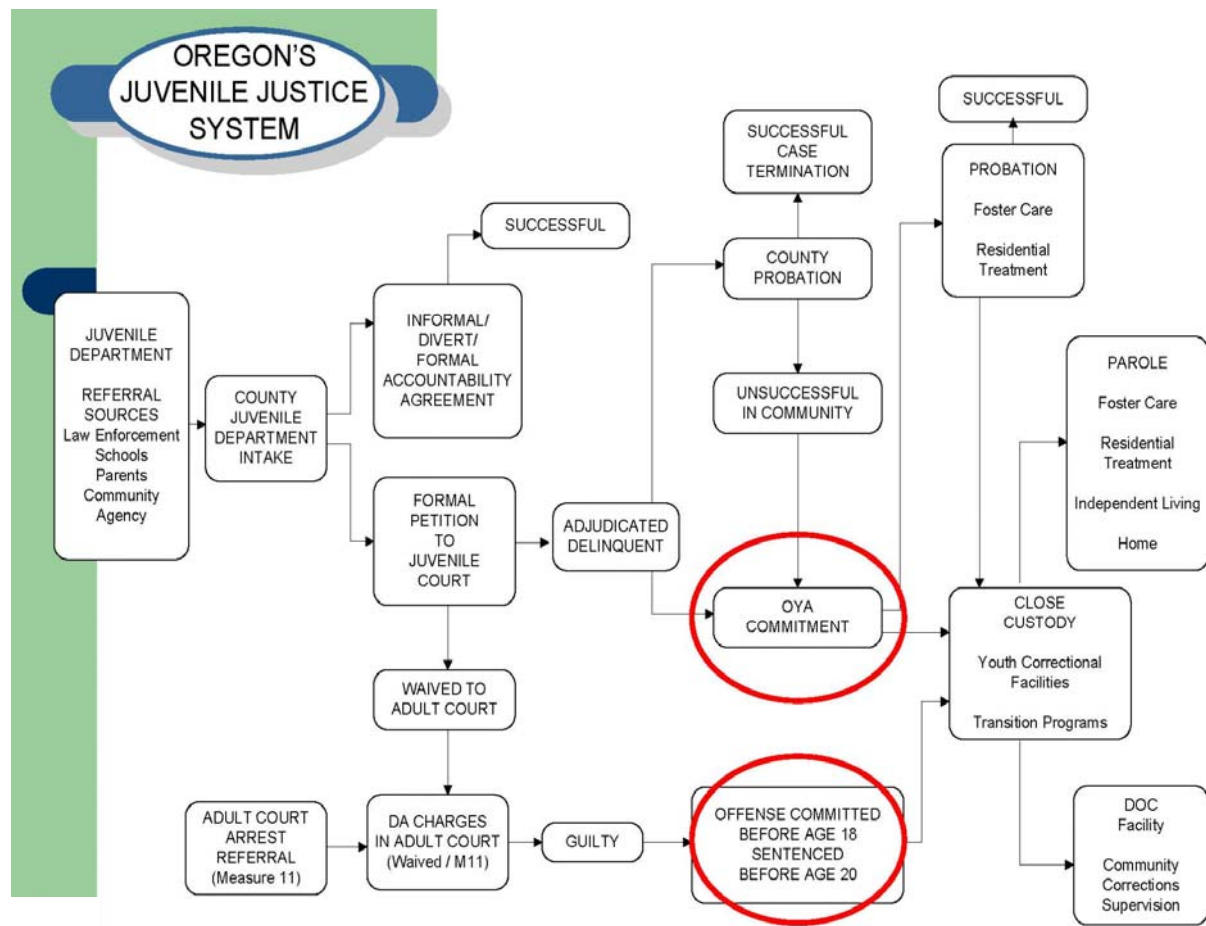 OREGON'S
JUVENILE JUSTICE
SYSTEM
JUVENILE
DEPARTMENT
REFERRAL
SOURCES
Law Enforcement
Schools
Parents
Community
Agency
COUNTY
JUVENILE
DEPARTMENT
INTAKE
SUCCESSFUL
INFORMAL/
DIVERT/
FORMAL
ACCOUNTABILITY
AGREEMENT
FORMAL
PETITION
TO
JUVENILE
COURT
WAIVED TO
ADULT COURT
ADULT COURT
ARREST
REFERRAL
(Measure 11)
DA CHARGES
IN ADULT COURT
(Waived / M11)
GUILTY
ADJUDICATED
DELINQUENT
SUCCESSFUL
CASE
TERMINATION
COUNTY
PROBATION
UNSUCCESSFUL
IN COMMUNITY
OYA
COMMITMENT
OFFENSE COMMITTED
BEFORE AGE 18
SENTENCED
BEFORE AGE 20
SUCCESSFUL
PROBATION
Foster Care
Residential
Treatment
CLOSE
CUSTODY
Youth Correctional
Facilities
Transition Programs
PAROLE
Foster Care
Residential
Treatment
Independent Living
Home
DOC
Facility
Community
Corrections
Supervision